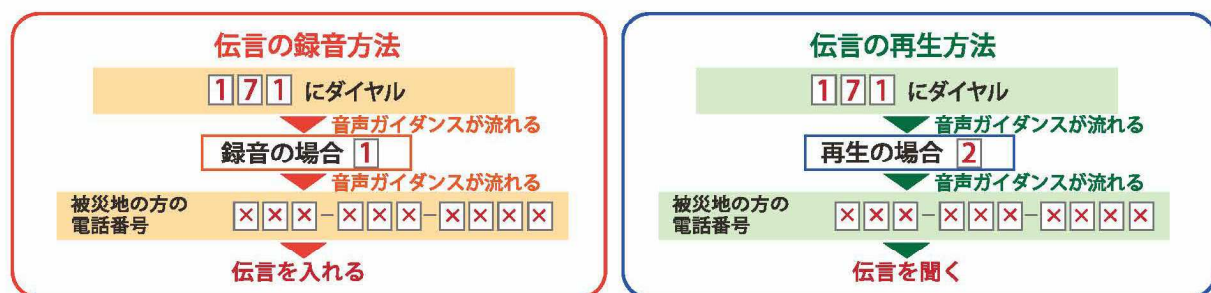 伝言の録音方法
171 にダイヤル
音声ガイダンスが流れる
録音の場合 1
音声ガイダンスが流れる
被災地の方の
電話番号
×××-×××-××××
伝言を入れる
伝言の再生方法
171 にダイヤル
音声ガイダンスが流れる
再生の場合 2
音声ガイダンスが流れる
被災地の方の
電話番号
×××-×××-××××
伝言を聞く